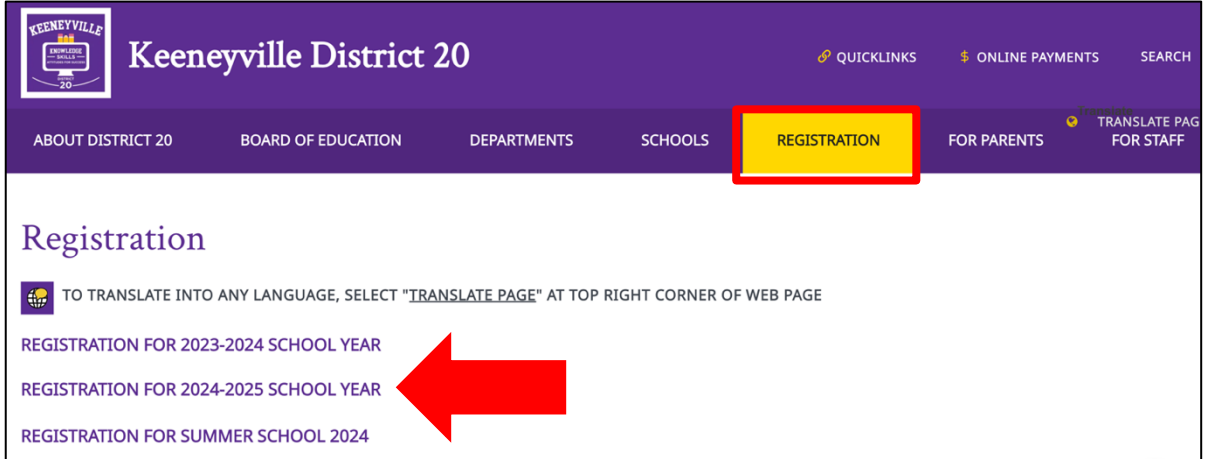 KEENEYVILLE
KNOWLEDGE
SKILLS
DISTRICT
20
Keeneyville District 20
QUICKLINKS
$ ONLINE PAYMENTS
SEARCH
TRANSLATE PAG
ABOUT DISTRICT 20
BOARD OF EDUCATION
DEPARTMENTS
SCHOOLS
REGISTRATION
FOR PARENTS
FOR STAFF
Registration
TO TRANSLATE INTO ANY LANGUAGE, SELECT "TRANSLATE PAGE" AT TOP RIGHT CORNER OF WEB PAGE
REGISTRATION FOR 2023-2024 SCHOOL YEAR
REGISTRATION FOR 2024-2025 SCHOOL YEAR
REGISTRATION FOR SUMMER SCHOOL 2024